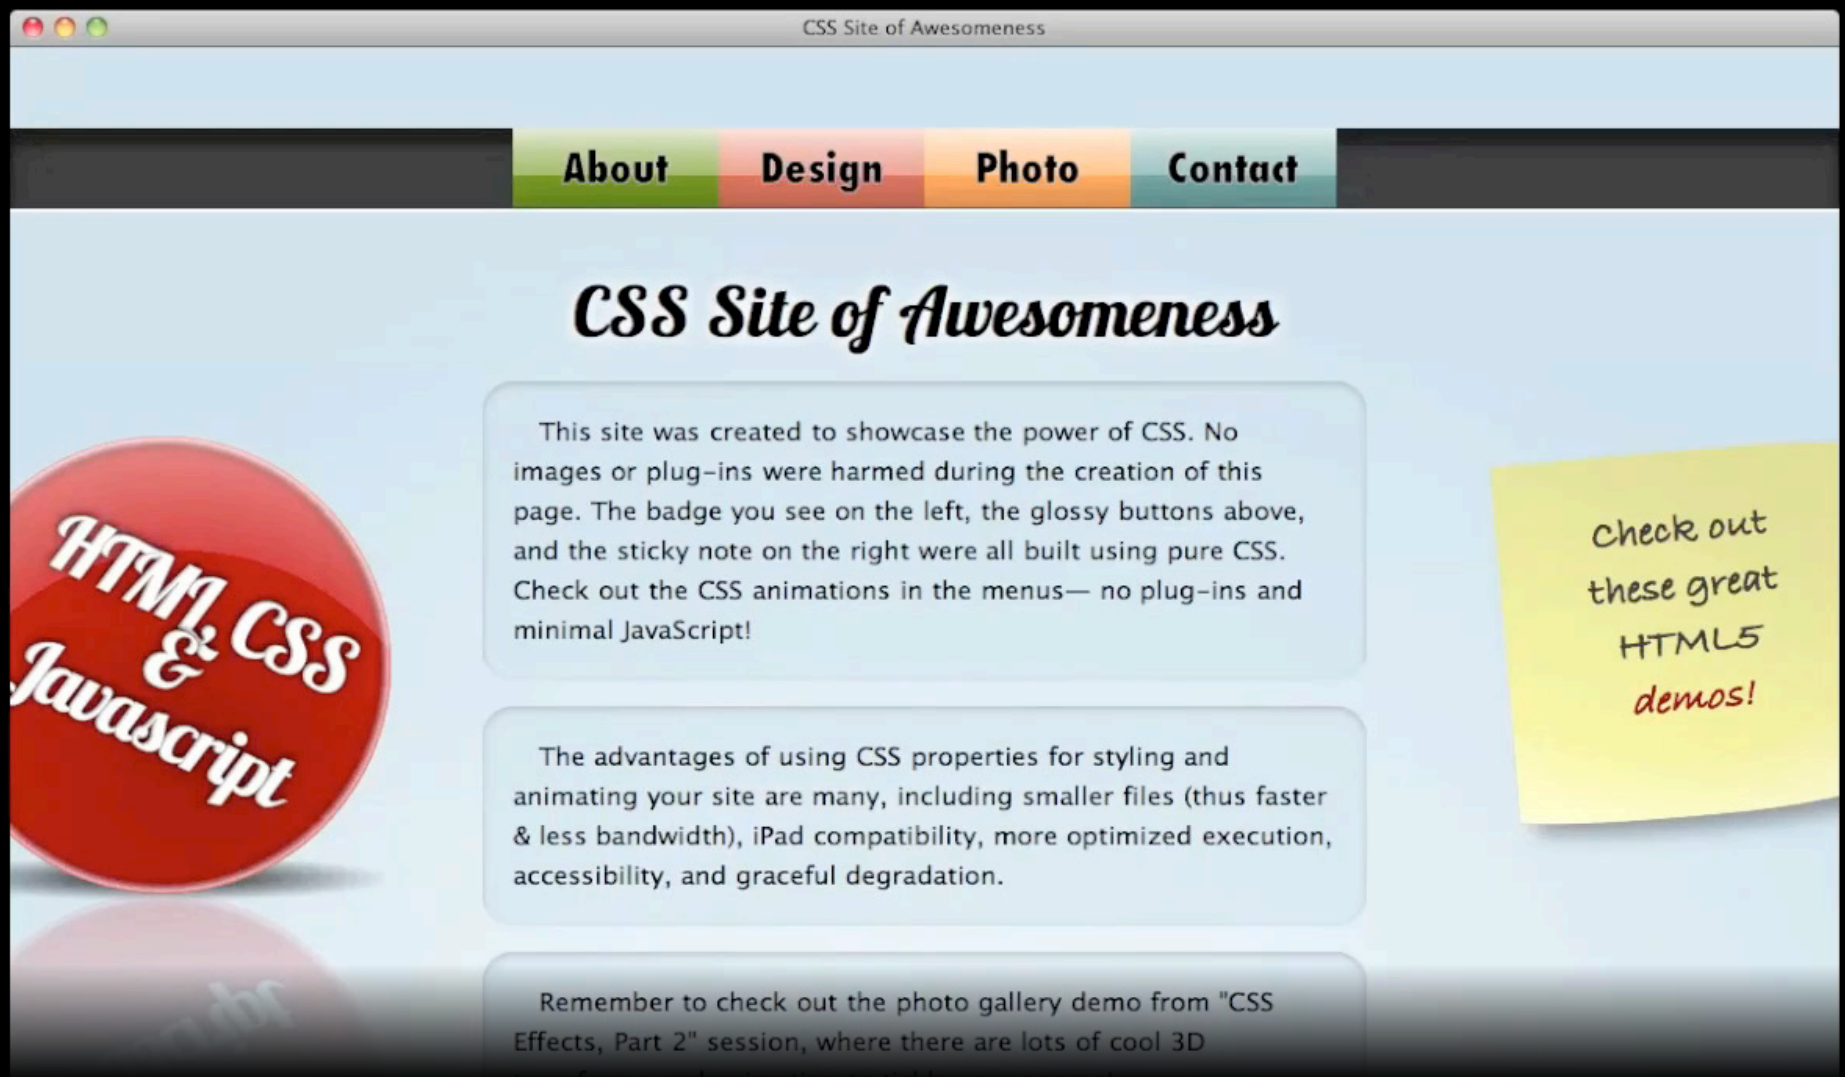 CSS Site of Awesomeness
About Design Photo Contact
CSS Site of Awesomeness
This site was created to showcase the power of CSS. No
images or plug-ins were harmed during the creation of this
page. The badge you see on the left, the glossy buttons above,
and the sticky note on the right were all built using pure CSS.
Check out the CSS animations in the menus— no plug-ins and
minimal JavaScript!
HTML, CSS
&
Javascript
Check out
these great
HTML5
demos!
The advantages of using CSS properties for styling and
animating your site are many, including smaller files (thus faster
& less bandwidth), iPad compatibility, more optimized execution,
accessibility, and graceful degradation.
Remember to check out the photo gallery demo from "CSS
Effects, Part 2" session, where there are lots of cool 3D